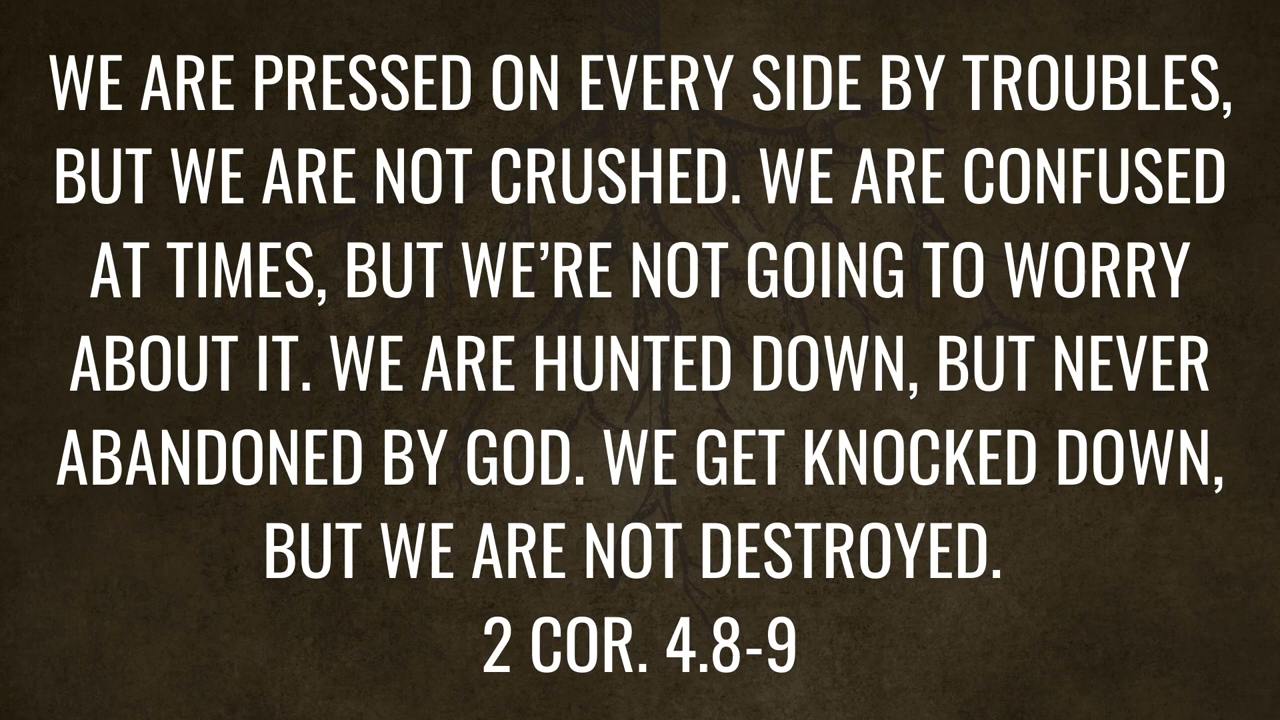 WE ARE PRESSED ON EVERY SIDE BY TROUBLES,
BUT WE ARE NOT CRUSHED. WE ARE CONFUSED
AT TIMES, BUT WE’RE NOT GOING TO WORRY
ABOUT IT. WE ARE HUNTED DOWN, BUT NEVER
ABANDONED BY GOD. WE GET KNOCKED DOWN,
BUT WE ARE NOT DESTROYED.
2 COR. 4.8-9